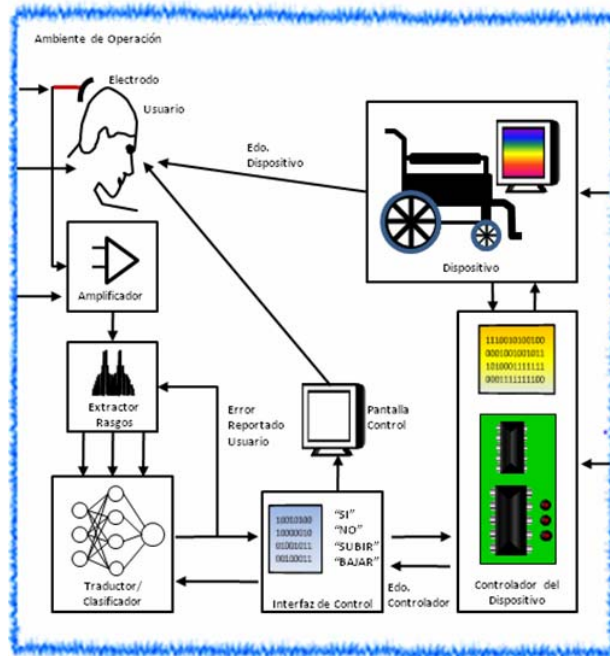 Ambiente de Operación
Electrodo
Usuario
Edo.
Dispositivo
Dispositivo
Amplificador
1110010100100
0001001001011
1010001111111
0001111111100
Extractor
Rasgos
Error
Reportado
Usuario
Pantalla
Control
10010100
10000010
01001011
00100011
"SI"
"NO"
"SUBIR"
"BAJAR"
Traductor/
Clasificador
Interfaz de Control
Edo.
Controlador
Controlador del
Dispositivo